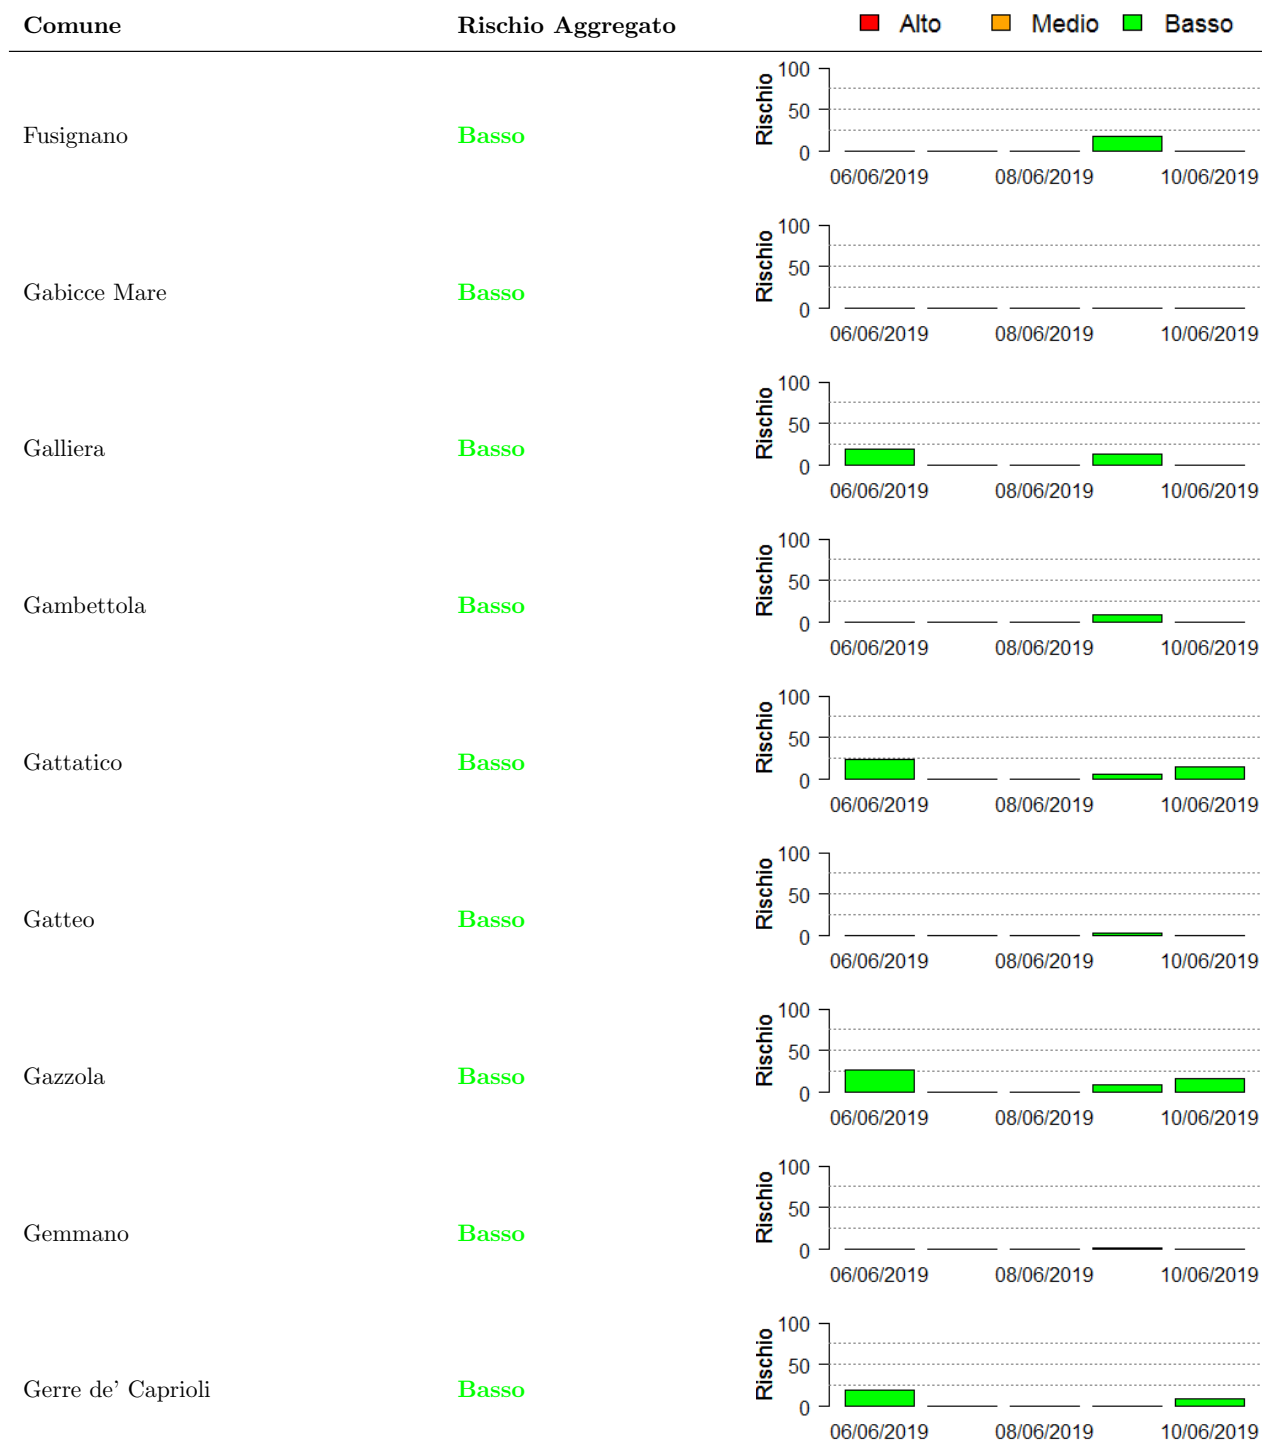 Comune Rischio Aggregato Alto Medio Basso
Fusignano Basso Rischio 100 50 0
06/06/2019 08/06/2019 10/06/2019
Gabicce Mare Basso Rischio 100 50 0
06/06/2019 08/06/2019 10/06/2019
Galliera Basso Rischio 100 50 0
06/06/2019 08/06/2019 10/06/2019
Gambettola Basso Rischio 100 50 0
06/06/2019 08/06/2019 10/06/2019
Gattatico Basso Rischio 100 50 0
06/06/2019 08/06/2019 10/06/2019
Gatteo Basso Rischio 100 50 0
06/06/2019 08/06/2019 10/06/2019
Gazzola Basso Rischio 100 50 0
06/06/2019 08/06/2019 10/06/2019
Gemmano Basso Rischio 100 50 0
06/06/2019 08/06/2019 10/06/2019
Gerre de' Caprioli Basso Rischio 100 50 0
06/06/2019 08/06/2019 10/06/2019